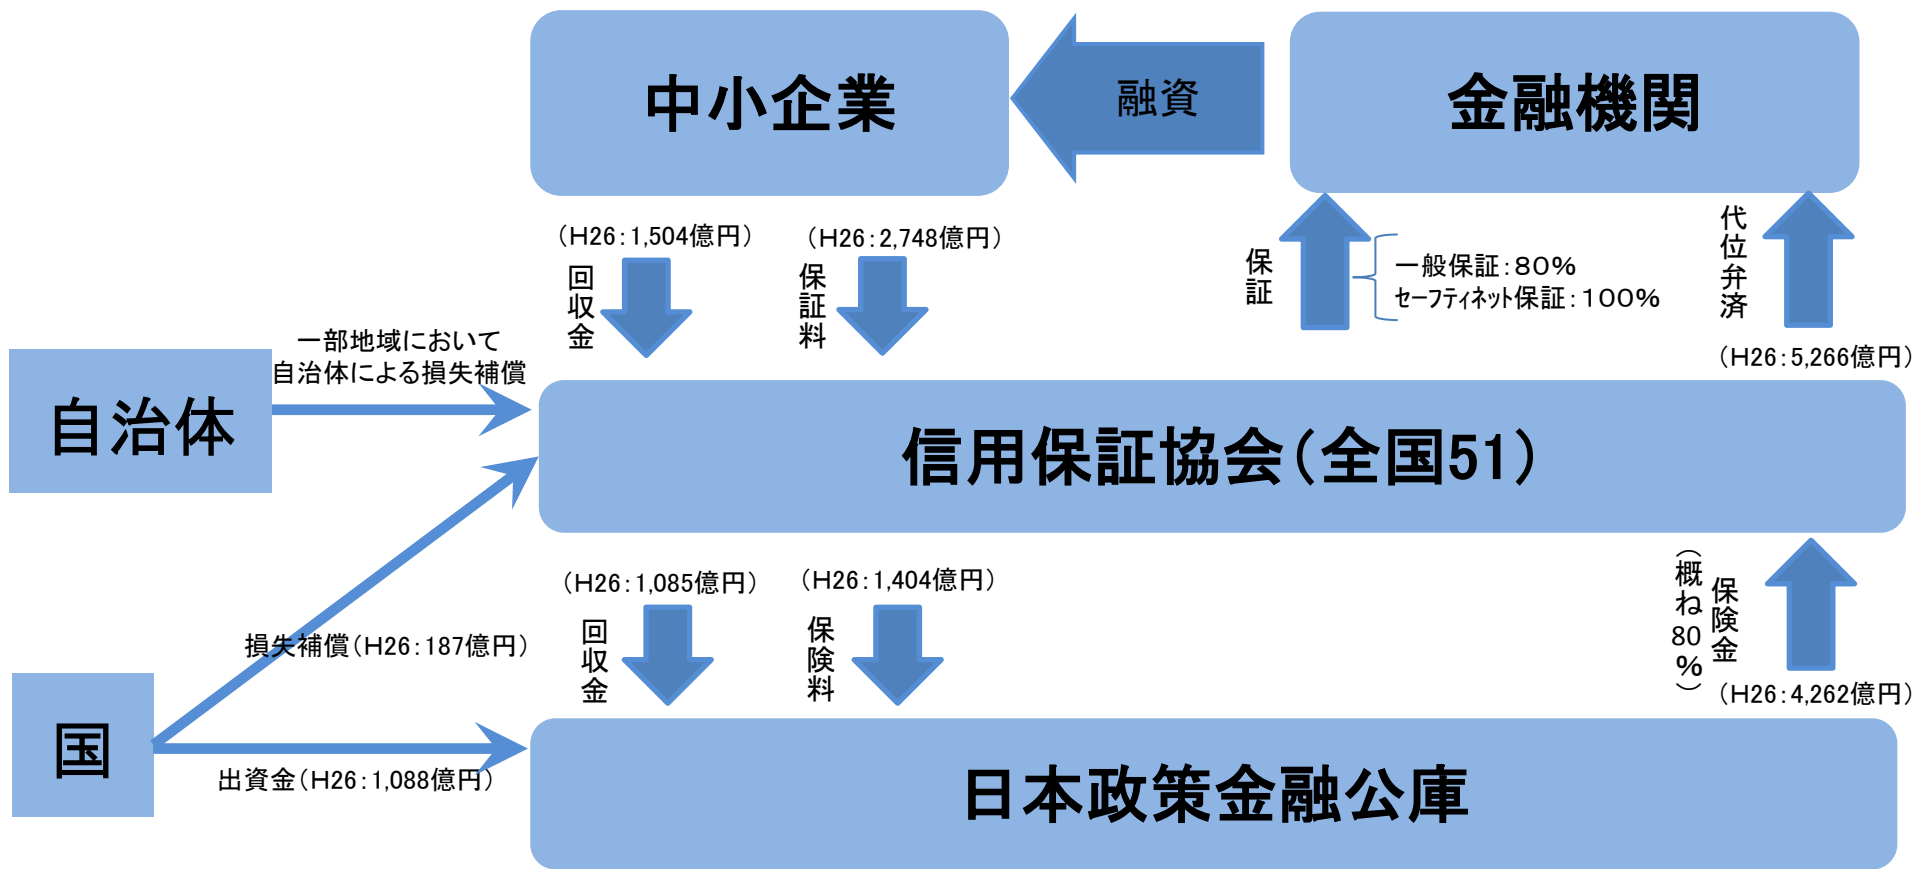 中小企業
融資
金融機関
（H26：1,504億円）
（H26：2,748億円）
回収金
保証料
保証
一般保証：80%
セーフティネット保証：100%
代位弁済
（H26：5,266億円）
一部地域において
自治体による損失補償
自治体
信用保証協会（全国51）
（H26：1,085億円）
（H26：1,404億円）
回収金
保険料
保険金
（概ね80%）
（H26：4,262億円）
損失補償（H26：187億円）
国
出資金（H26：1,088億円）
日本政策金融公庫